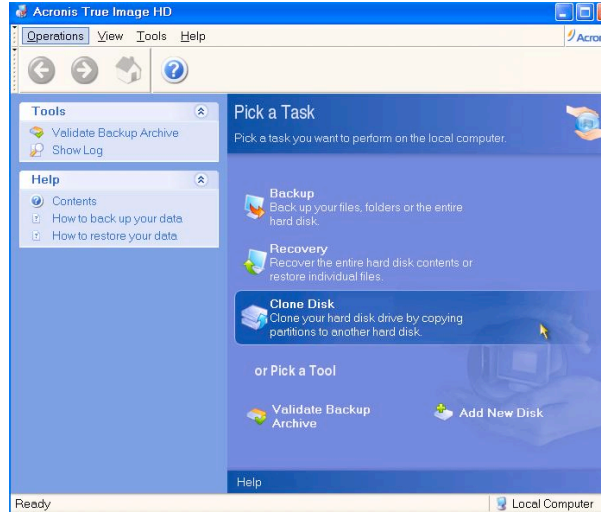 Acronis True Image HD
Operations View Tools Help
Tools
Validate Backup Archive
Show Log
Help
Contents
How to back up your data
How to restore your data
Pick a Task
Pick a task you want to perform on the local computer.
Backup
Back up your files, folders or the entire
hard disk.
Recovery
Recover the entire hard disk contents or
restore individual files.
Clone Disk
Clone your hard disk drive by copying
partitions to another hard disk.
or Pick a Tool
Validate Backup
Archive
Add New Disk
Help
Ready
Local Computer